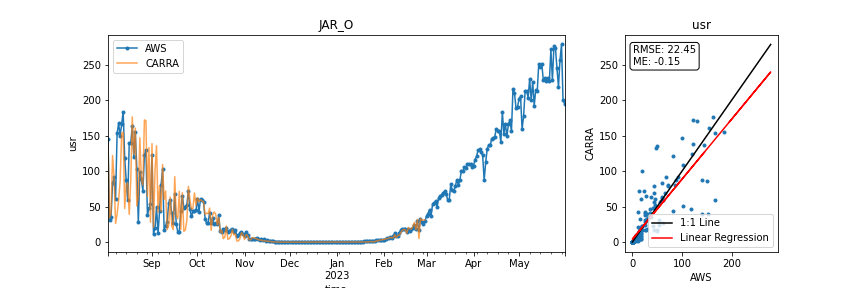 JAR_O
usr
AWS
CARRA
250
200
150
100
50
0
usr
Sep
Oct
Nov
Dec
Jan
2023
Feb
Mar
Apr
May
time
RMSE: 22.45
ME: -0.15
250
200
150
100
50
0
CARRA
1:1 Line
Linear Regression
0
100
200
AWS